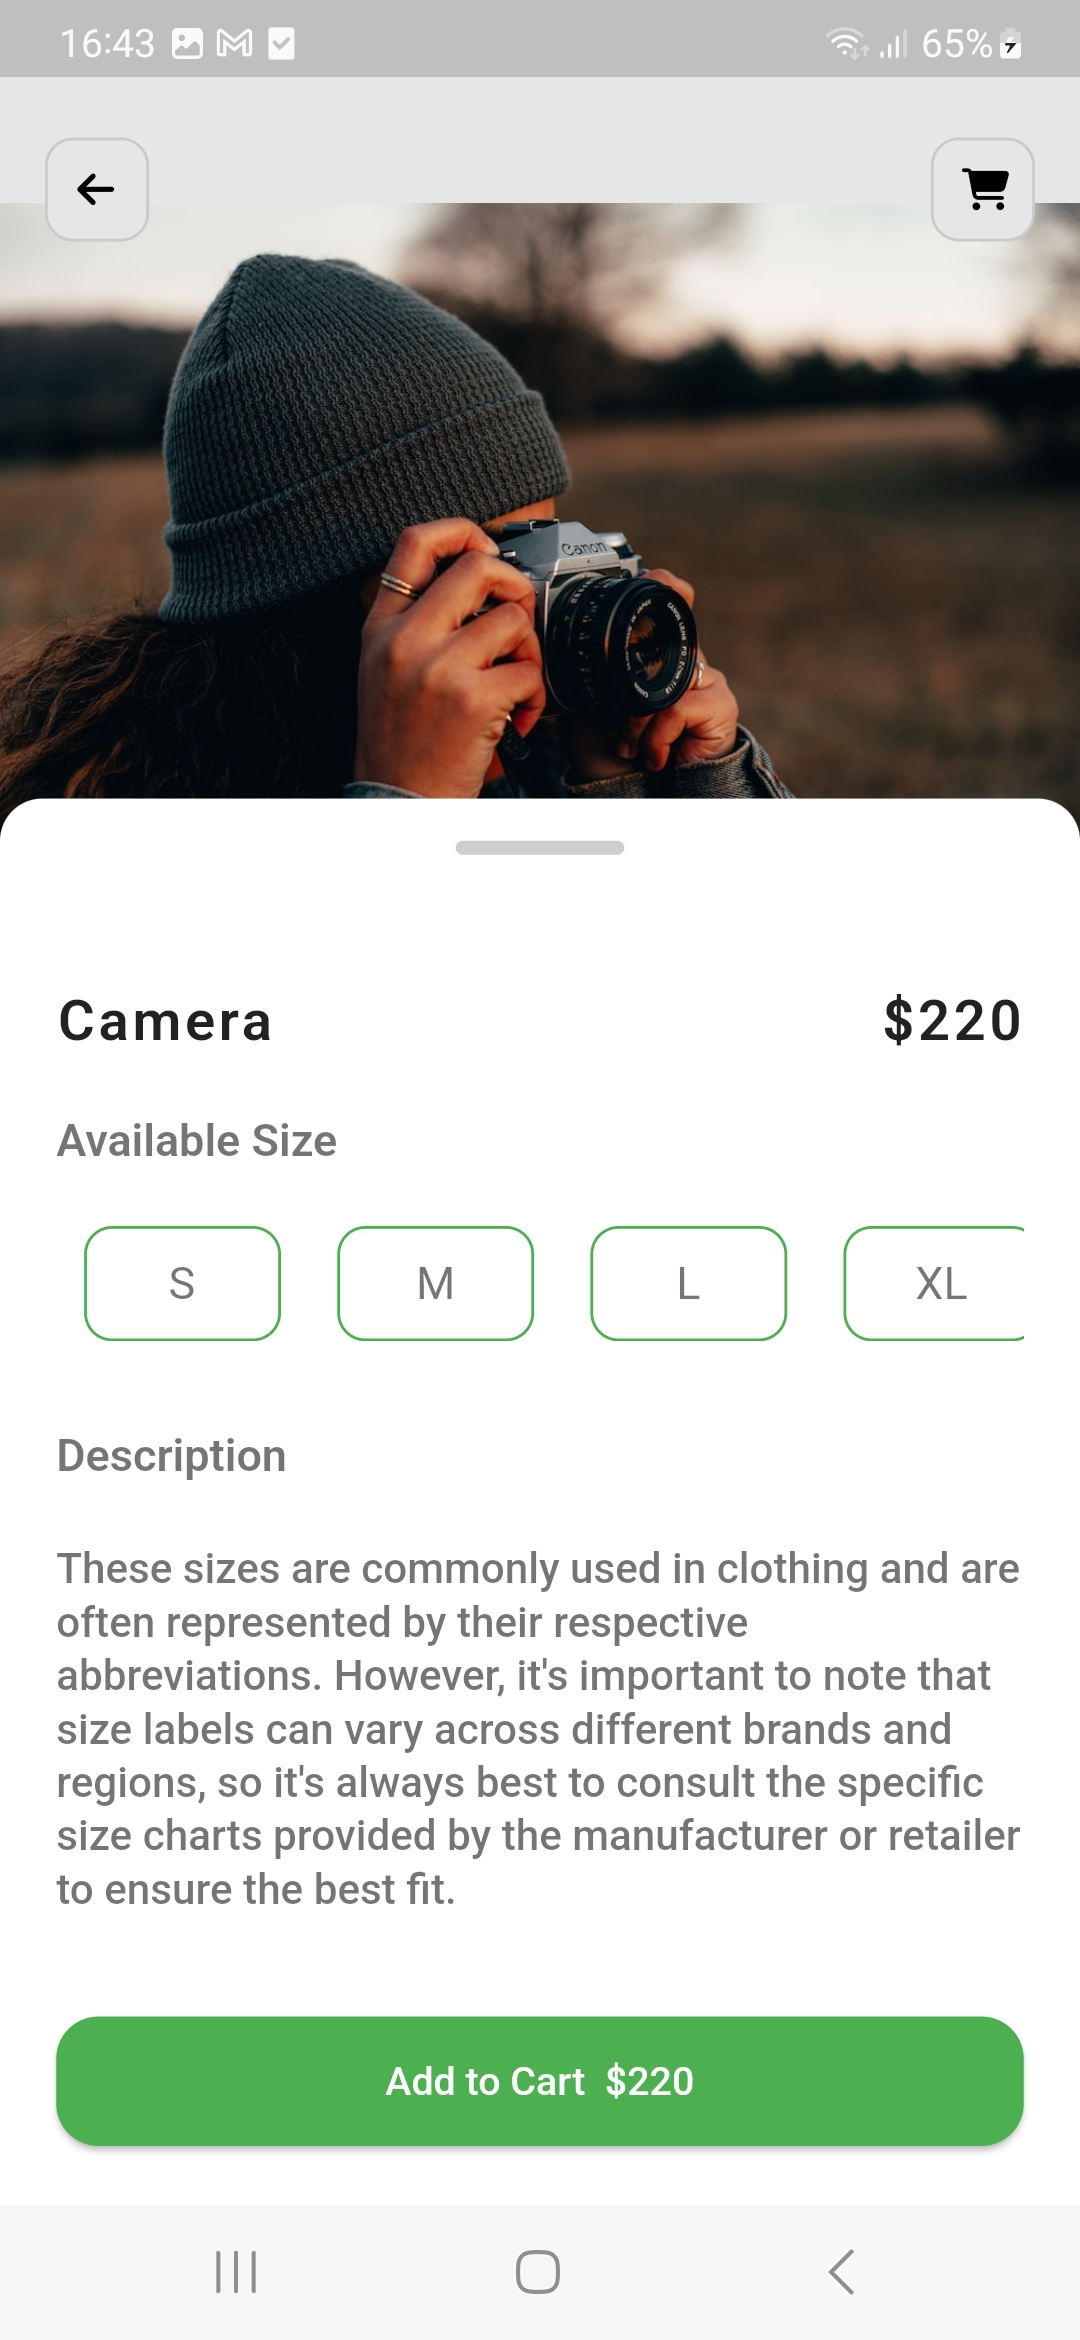 16:43
65%
Canon
Camera
$220
Available Size
S
M
L
XL
Description
These sizes are commonly used in clothing and are
often represented by their respective
abbreviations. However, it's important to note that
size labels can vary across different brands and
regions, so it's always best to consult the specific
size charts provided by the manufacturer or retailer
to ensure the best fit.
Add to Cart $220